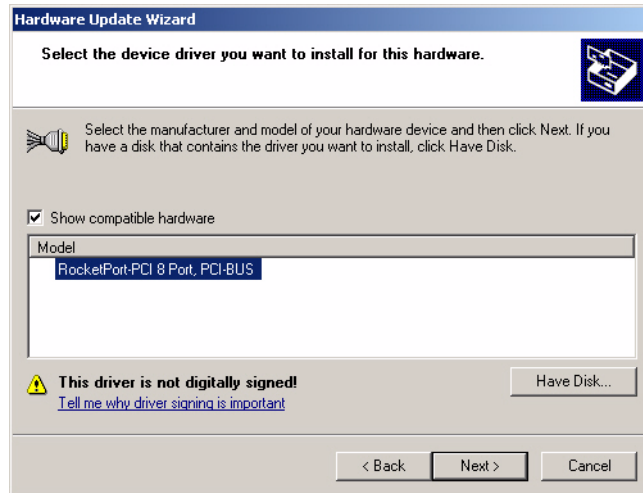 Hardware Update Wizard
Select the device driver you want to install for this hardware.
Select the manufacturer and model of your hardware device and then click Next. If you
have a disk that contains the driver you want to install, click Have Disk.
Show compatible hardware
Model
RocketPort-PCI 8 Port, PCI-BUS
This driver is not digitally signed!
Have Disk...
Tell me why driver signing is important
< Back
Next >
Cancel